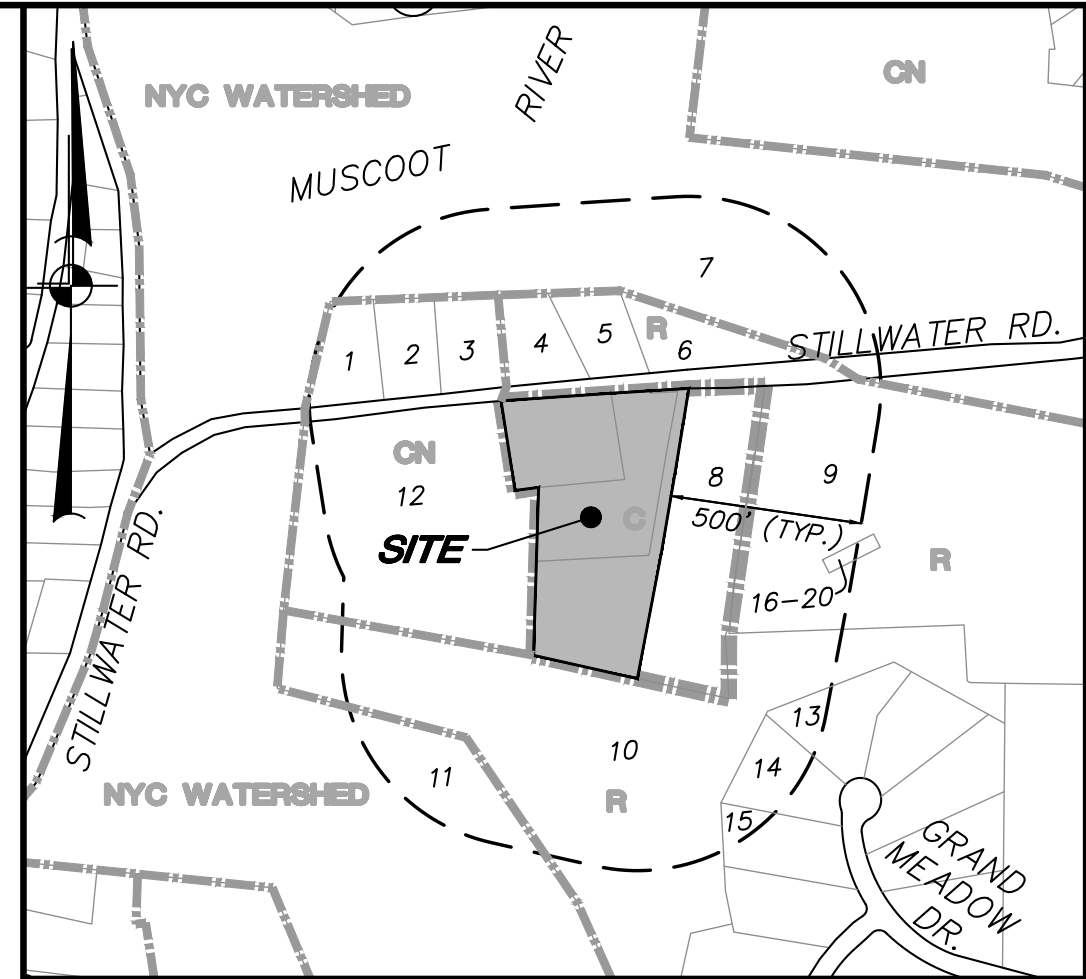 NYC WATERSHED
RIVER
CN
MUSCOOT
7
1
2
3
4
5
R
6
STILLWATER RD.
CN
12
8
9
SITE
C
500' (TYP.)
R
16-20
STILLWATER RD.
13
10
14
11
NYC WATERSHED
R
15
GRAND
MEADOW
DR.